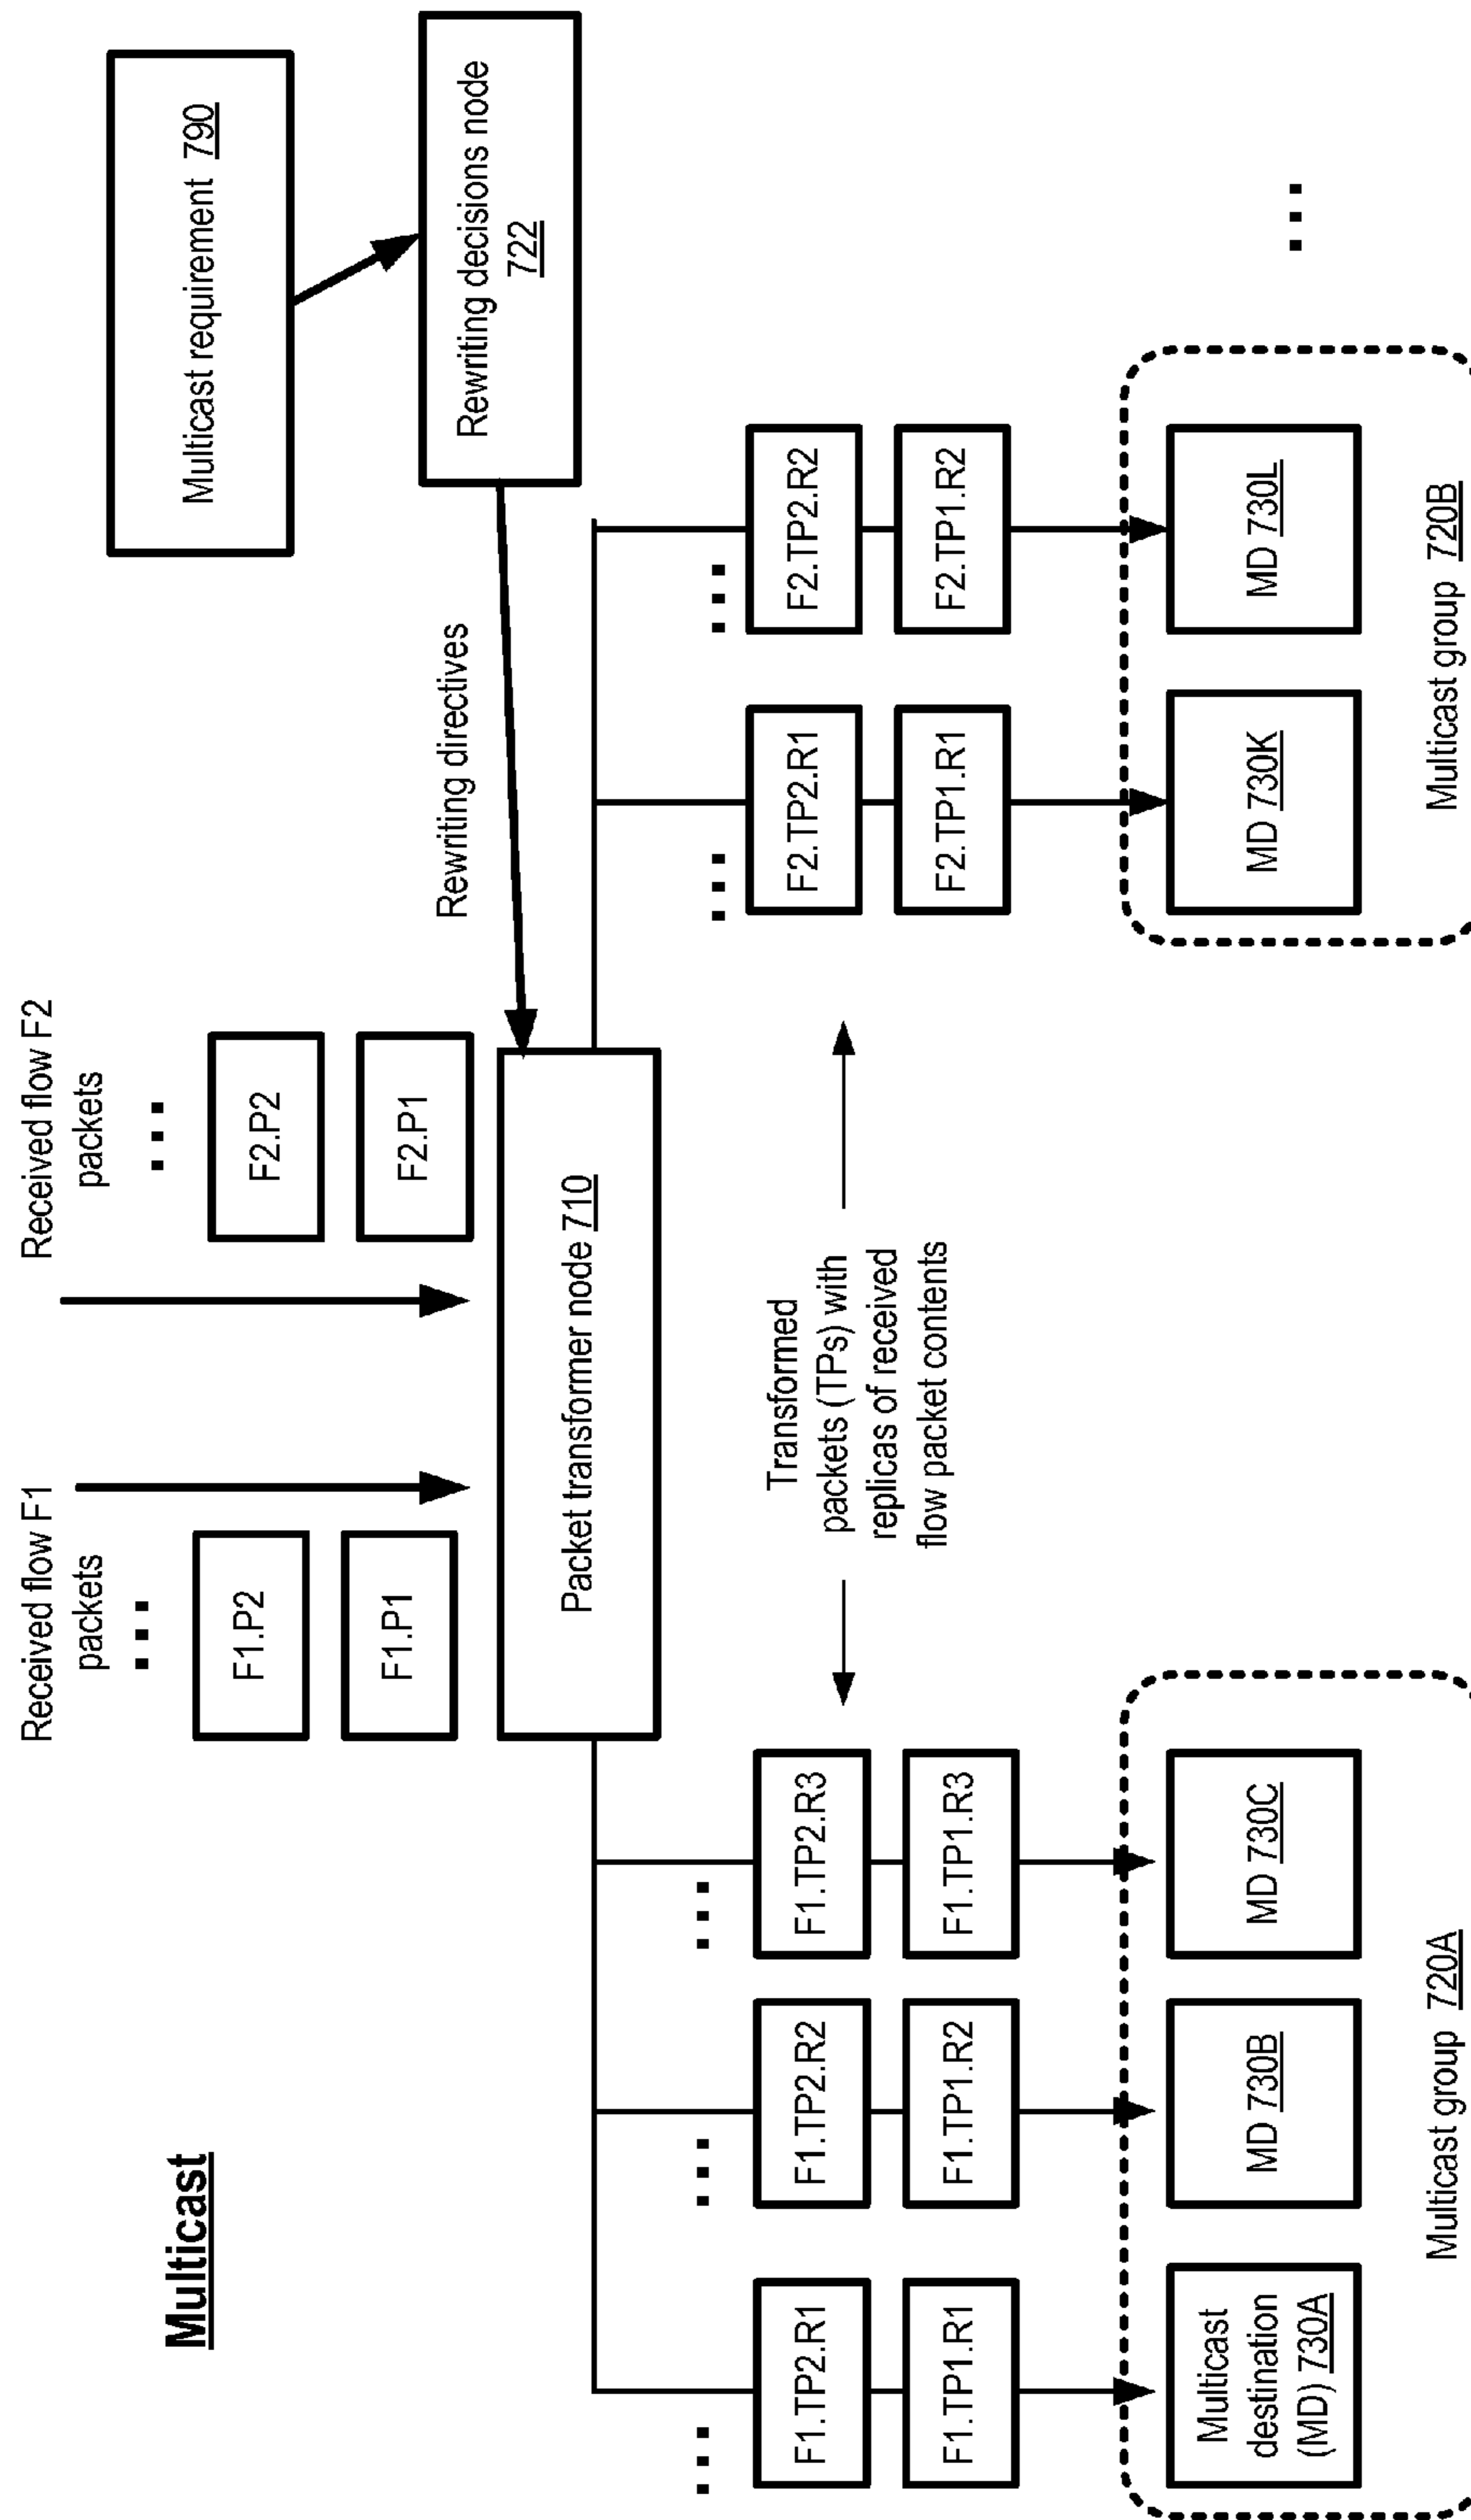 Multicast
Received flow F1
packets
...
F1.P2
F1.P1
Received flow F2
packets
...
F2.P2
F2.P1
Multicast requirement 790
Rewriting decisions node
722
Rewriting directives
Packet transformer node 710
...
F1.TP2.R1
F1.TP1.R1
...
F1.TP2.R2
F1.TP1.R2
...
F1.TP2.R3
F1.TP1.R3
Transformed
packets (TPs) with
replicas of received
flow packet contents
...
F2.TP2.R1
F2.TP1.R1
...
F2.TP2.R2
F2.TP1.R2
Multicast
destination
(MD) 730A
MD 730B
MD 730C
MD 730K
MD 730L
...
Multicast group 720A
Multicast group 720B